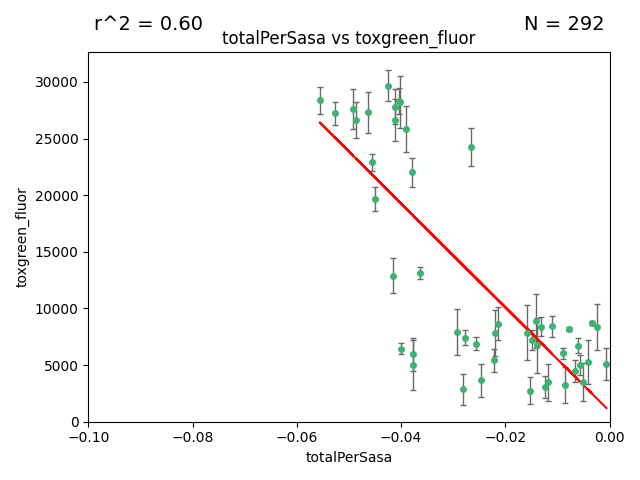 r^2 = 0.60
N = 292
totalPerSasa vs toxgreen_fluor
30000
25000
20000
15000
10000
5000
0
toxgreen_fluor
−0.10
−0.08
−0.06
−0.04
−0.02
0.00
totalPerSasa